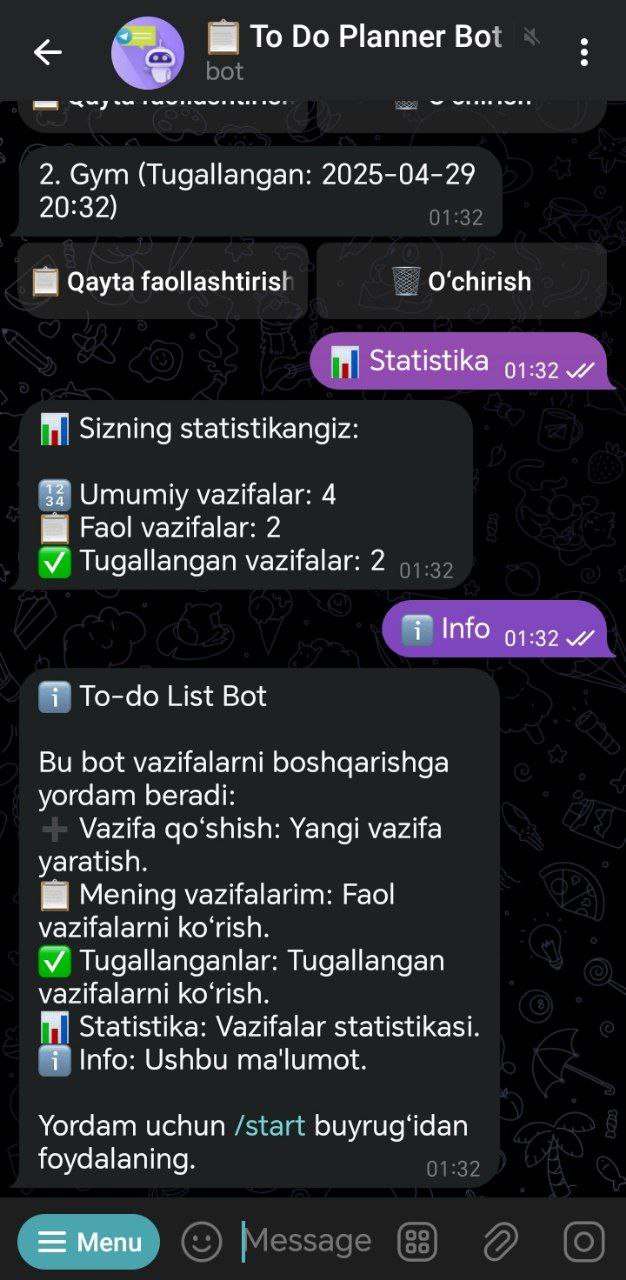 📋 To Do Planner Bot
bot
📋 Qayta faollashtirish 🗑 O‘chirish
2. Gym (Tugallangan: 2025-04-29
20:32) 01:32
📋 Qayta faollashtirish 🗑 O‘chirish
📊 Statistika 01:32
📊 Sizning statistikangiz:
🔢 Umumiy vazifalar: 4
📋 Faol vazifalar: 2
✅ Tugallangan vazifalar: 2 01:32
ℹ️ Info 01:32
ℹ️ To-do List Bot
Bu bot vazifalarni boshqarishga
yordam beradi:
➕ Vazifa qo‘shish: Yangi vazifa
yaratish.
📋 Mening vazifalarim: Faol
vazifalarni ko‘rish.
✅ Tugallanganlar: Tugallangan
vazifalarni ko‘rish.
📊 Statistika: Vazifalar statistikasi.
ℹ️ Info: Ushbu ma'lumot.
Yordam uchun /start buyrug‘idan
foydalaning. 01:32
Menu Message